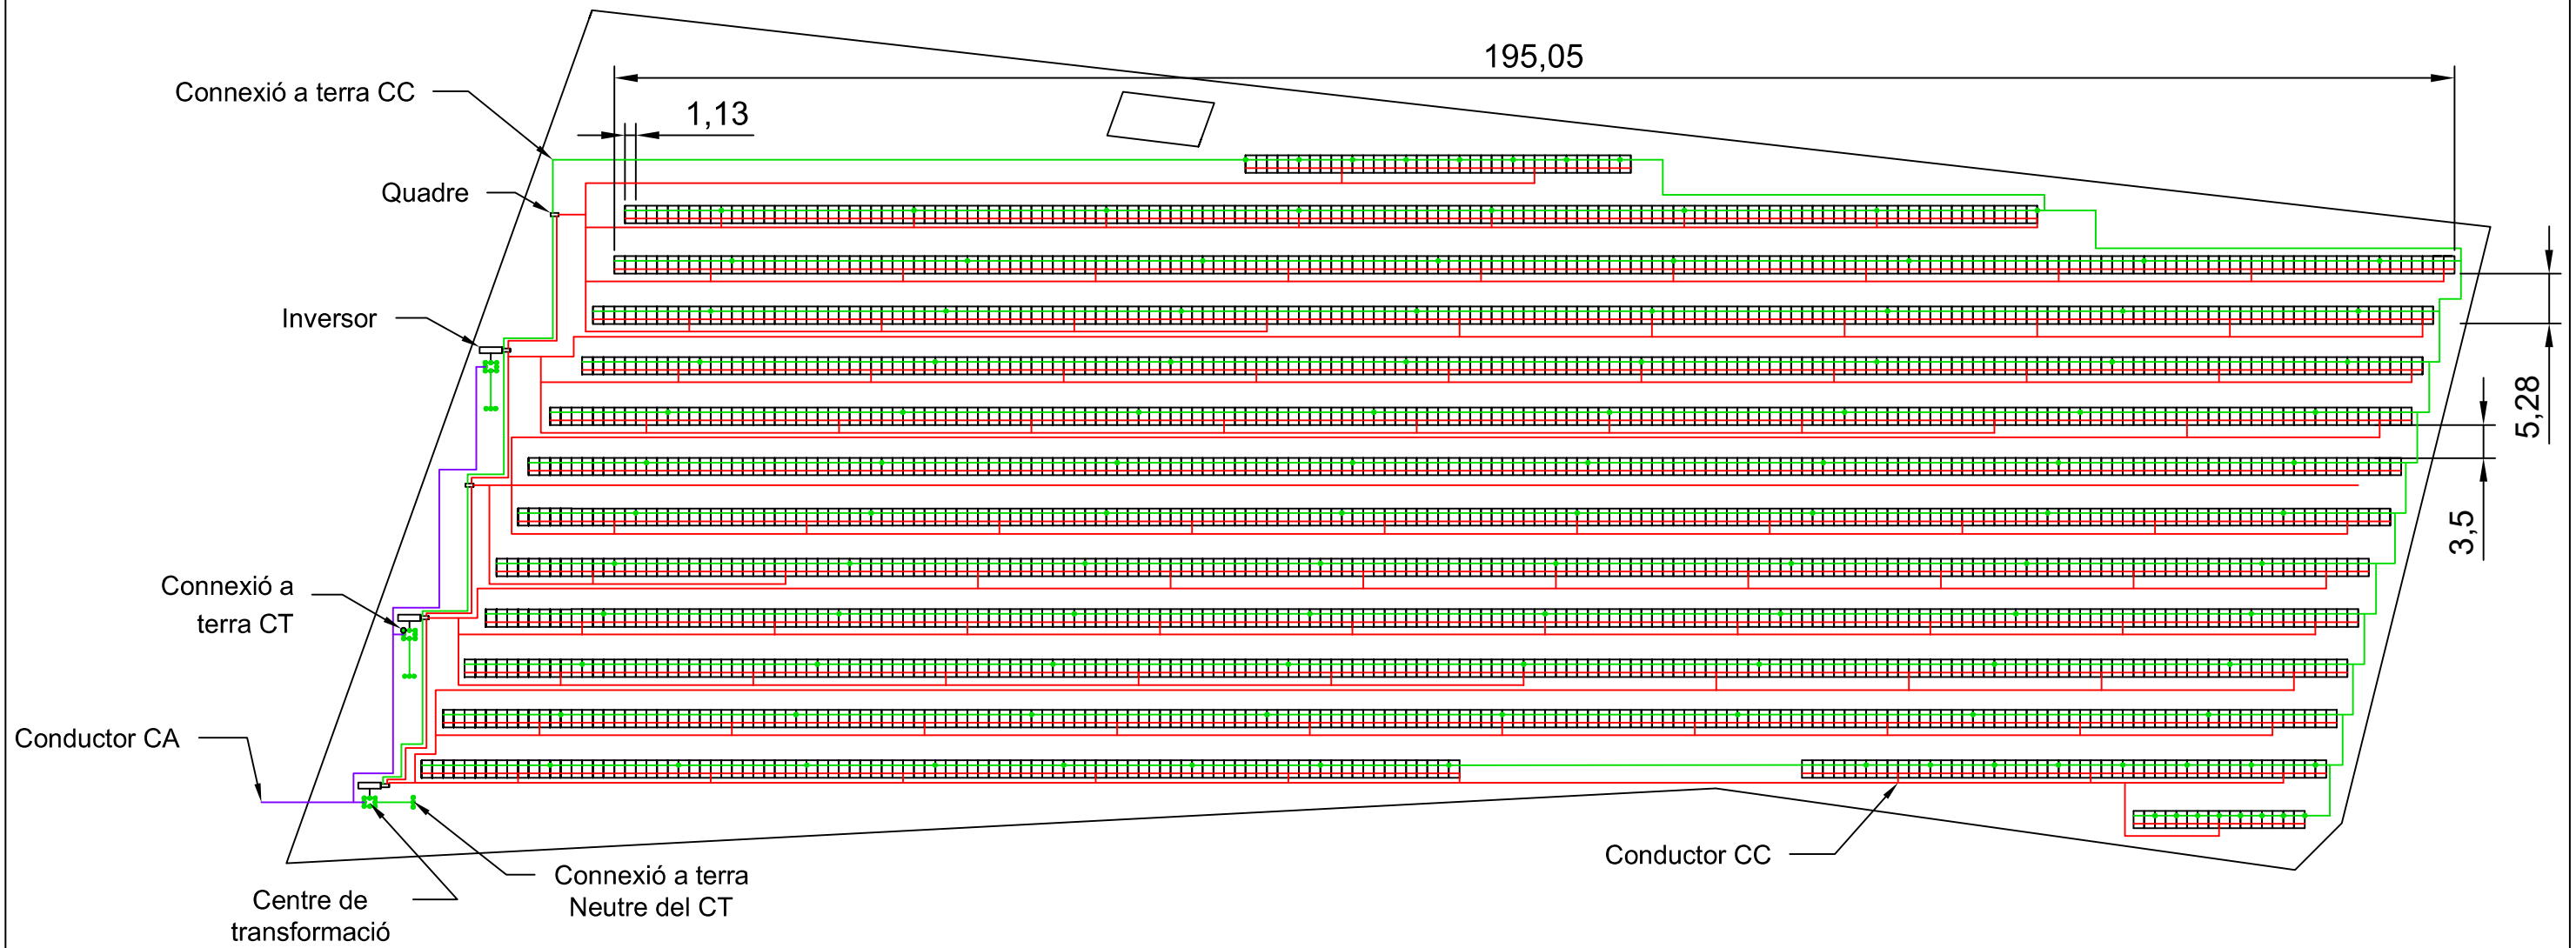 195,05
Connexió a terra CC
1,13
Quadre
Inversor
5,28
3,5
Connexió a
terra CT
Conductor CA
Conductor CC
Connexió a terra
Neutre del CT
Centre de
transformació